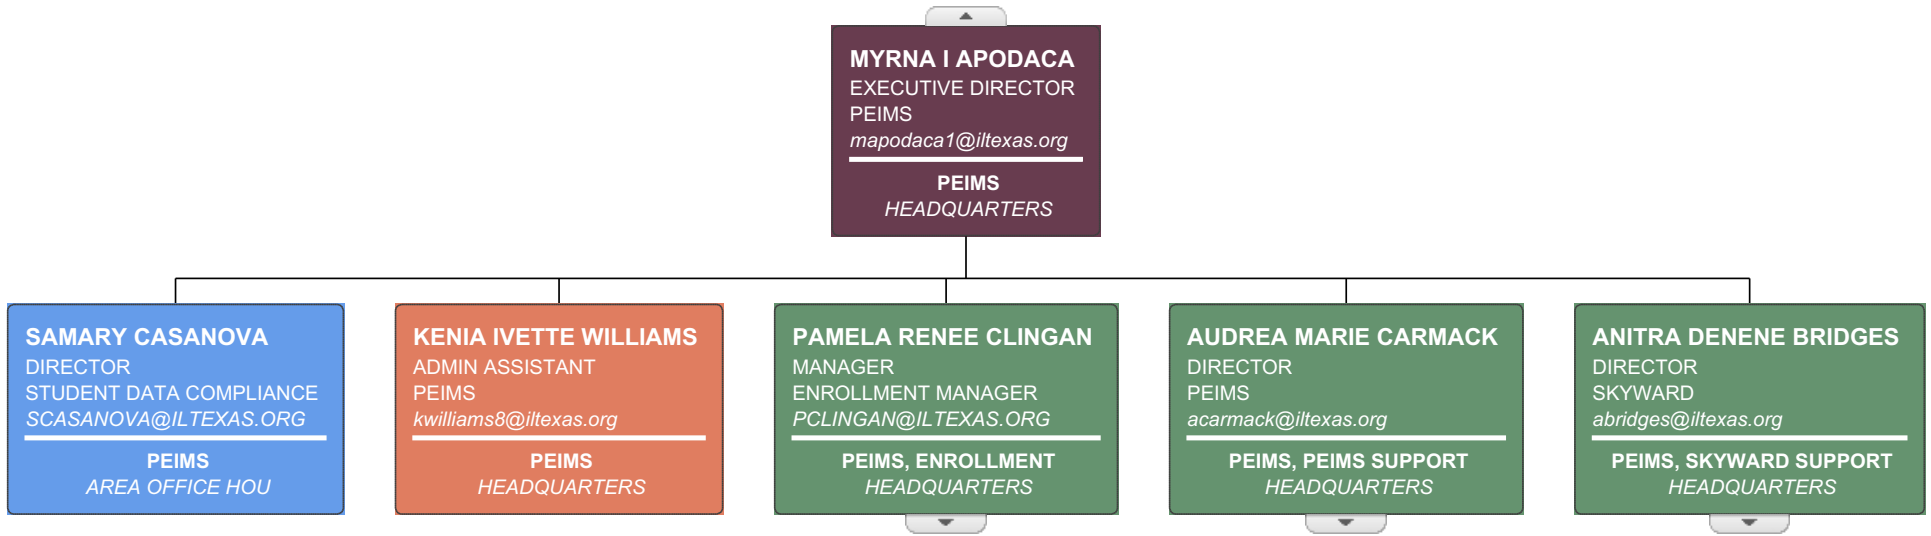 MYRNA I APODACA
EXECUTIVE DIRECTOR
PEIMS
mapodaca1@iltexas.org
PEIMS
HEADQUARTERS
SAMARY CASANOVA
DIRECTOR
STUDENT DATA COMPLIANCE
SCASANOVA@ILTEXAS.ORG
PEIMS
AREA OFFICE HOU
KENIA IVETTE WILLIAMS
ADMIN ASSISTANT
PEIMS
kwilliams8@iltexas.org
PEIMS
HEADQUARTERS
PAMELA RENEE CLINGAN
MANAGER
ENROLLMENT MANAGER
PCLINGAN@ILTEXAS.ORG
PEIMS, ENROLLMENT
HEADQUARTERS
AUDREA MARIE CARMACK
DIRECTOR
PEIMS
acarmack@iltexas.org
PEIMS, PEIMS SUPPORT
HEADQUARTERS
ANITRA DENENE BRIDGES
DIRECTOR
SKYWARD
abridges@iltexas.org
PEIMS, SKYWARD SUPPORT
HEADQUARTERS